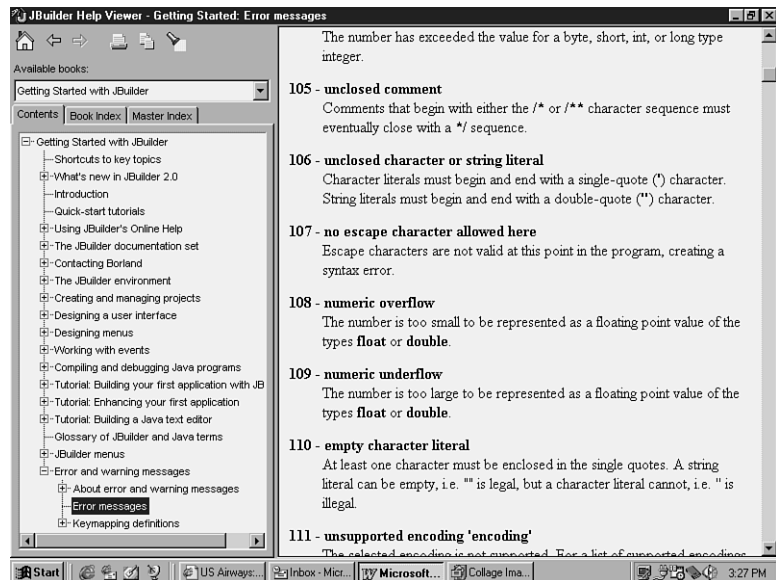 JBuilder Help Viewer - Getting Started: Error messages
Available books:
Getting Started with JBuilder
Contents Book Index Master Index
Getting Started with JBuilder
Shortcuts to key topics
What's new in JBuilder 2.0
Introduction
Quick-start tutorials
Using JBuilder's Online Help
The JBuilder documentation set
Contacting Borland
The JBuilder environment
Creating and managing projects
Designing a user interface
Designing menus
Working with events
Compiling and debugging Java programs
Tutorial: Building your first application with JB
Tutorial: Enhancing your first application
Tutorial: Building a Java text editor
Glossary of JBuilder and Java terms
JBuilder menus
Error and warning messages
About error and warning messages
Error messages
Keymapping definitions
The number has exceeded the value for a byte, short, int, or long type
integer.
105 - unclosed comment
Comments that begin with either the /* or /** character sequence must
eventually close with a */ sequence.
106 - unclosed character or string literal
Character literals must begin and end with a single-quote (') character.
String literals must begin and end with a double-quote ('') character.
107 - no escape character allowed here
Escape characters are not valid at this point in the program, creating a
syntax error.
108 - numeric overflow
The number is too small to be represented as a floating point value of the
types float or double.
109 - numeric underflow
The number is too large to be represented as a floating point value of the
types float or double.
110 - empty character literal
At least one character must be enclosed in the single quotes. A string
literal can be empty, i.e. "" is legal, but a character literal cannot, i.e. '' is
illegal.
111 - unsupported encoding 'encoding'
The selected encoding is not supported. For a list of supported encodings
Start US Airways:... Inbox - Micr... Microsoft... Collage Ima... 3:27 PM